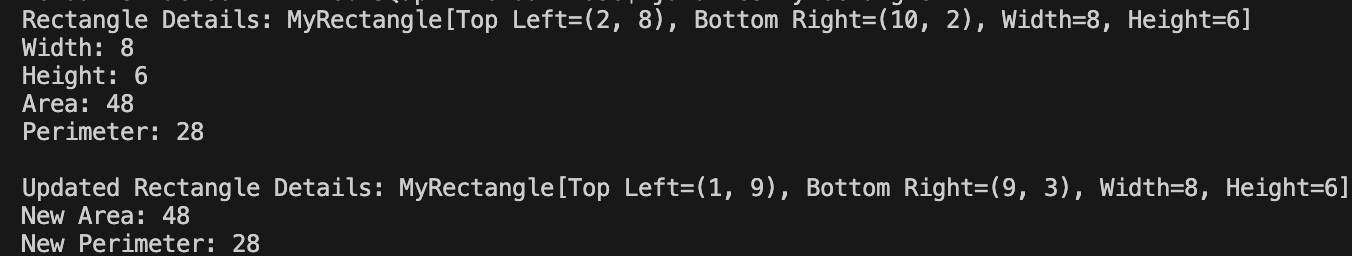 Rectangle Details: MyRectangle[Top Left=(2, 8), Bottom Right=(10, 2), Width=8, Height=6]
Width: 8
Height: 6
Area: 48
Perimeter: 28
Updated Rectangle Details: MyRectangle[Top Left=(1, 9), Bottom Right=(9, 3), Width=8, Height=6]
New Area: 48
New Perimeter: 28